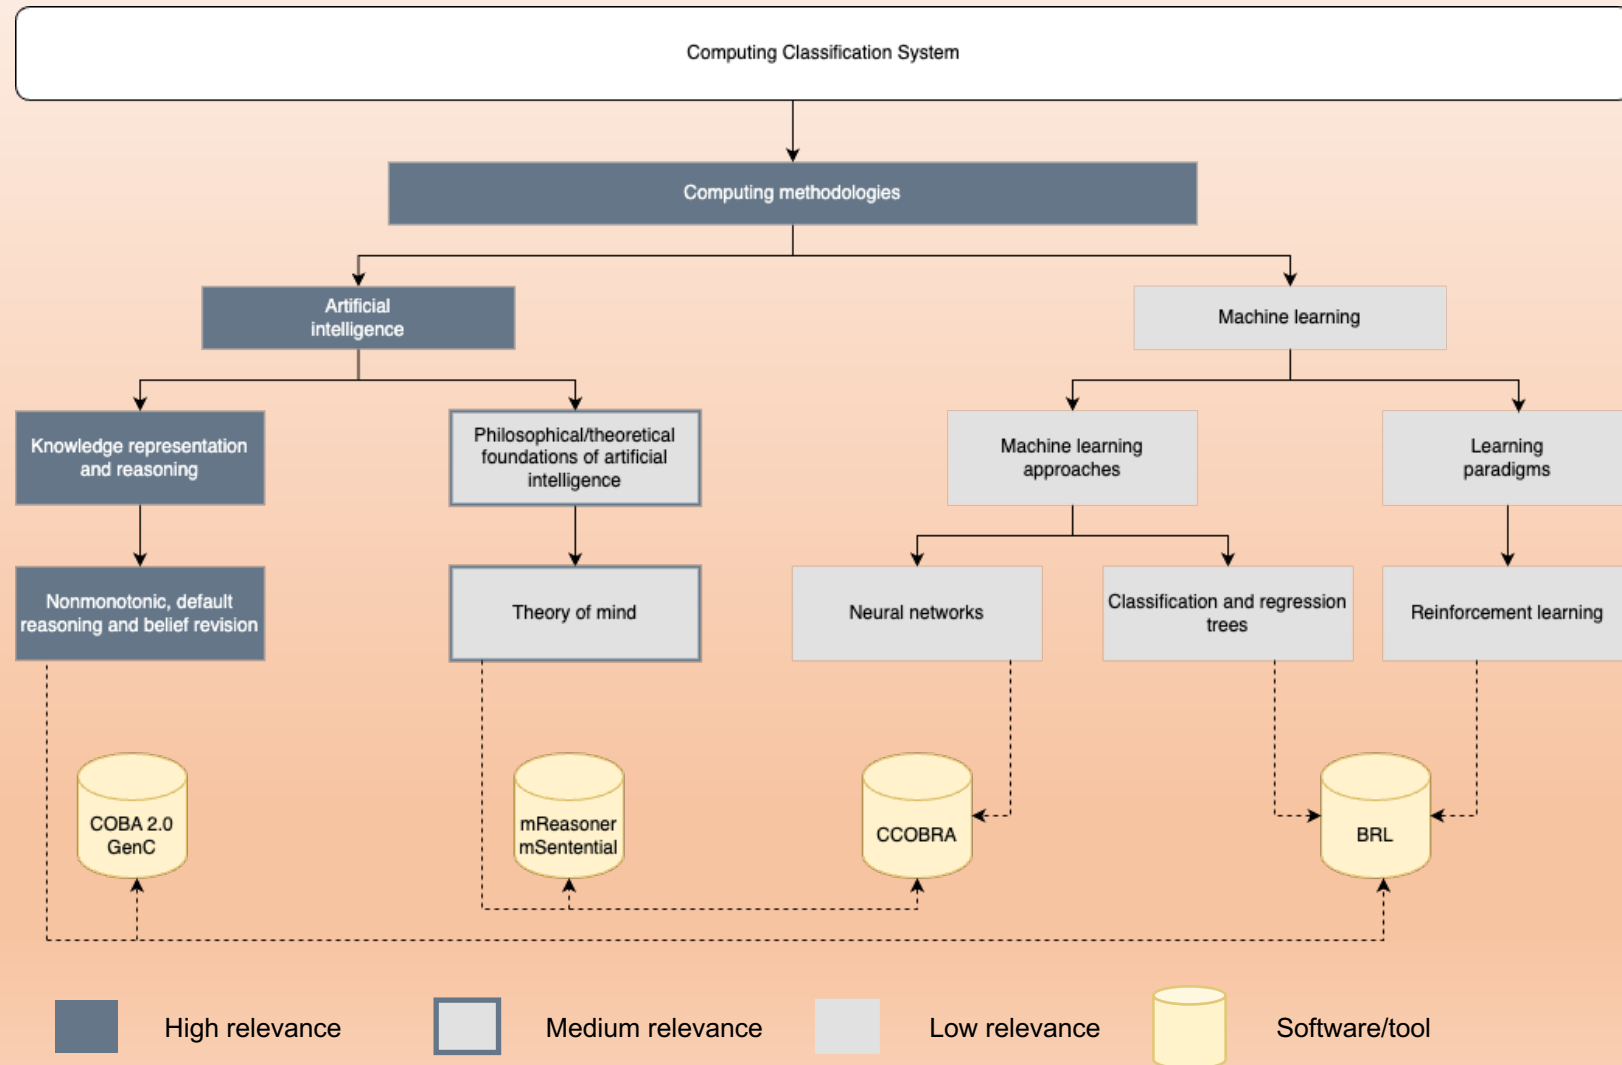 Computing Classification System
Computing methodologies
Artificial
intelligence
Machine learning
Knowledge representation
and reasoning
Philosophical/theoretical
foundations of artificial
intelligence
Machine learning
approaches
Learning
paradigms
Nonmonotonic, default
reasoning and belief revision
Theory of mind
Neural networks
Classification and regression
trees
Reinforcement learning
COBA 2.0
GenC
mReasoner
mSentential
CCOBRA
BRL
High relevance
Medium relevance
Low relevance
Software/tool